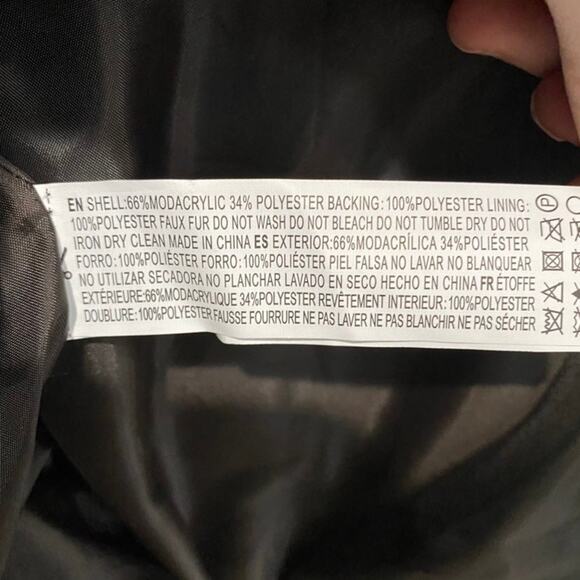 EN SHELL:66%MODACRYLIC 34% POLYESTER BACKING:100%POLYESTER LINING:
100%POLYESTER FAUX FUR DO NOT WASH DO NOT BLEACH DO NOT TUMBLE DRY DO NOT
IRON DRY CLEAN MADE IN CHINA ES EXTERIOR:66%MODACRÍLICA 34%POLIÉSTER
FORRO:100%POLIÉSTER FORRO:100%POLIÉSTER PIEL FALSA NO LAVAR NO BLANQUEAR
NO UTILIZAR SECADORA NO PLANCHAR LAVADO EN SECO HECHO EN CHINA FR ÉTOFFE
EXTÉRIEURE:66%MODACRYLIQUE 34%POLYESTER REVÊTEMENT INTERIEUR:100%POLYESTER
DOUBLURE:100%POLYESTER FAUSSE FOURRURE NE PAS LAVER NE PAS BLANCHIR NE PAS SÉCHER
P